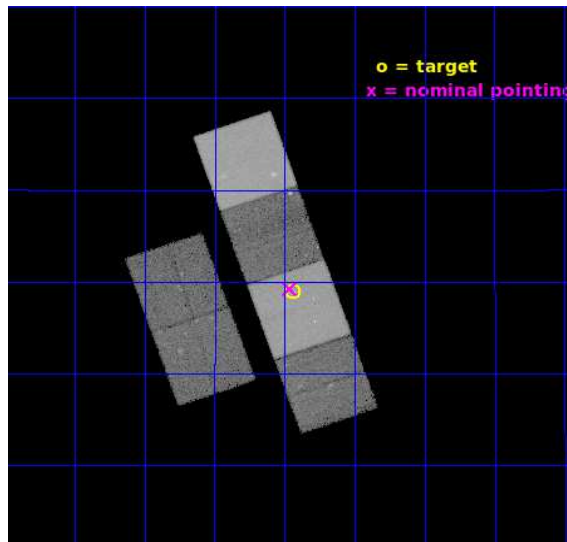 o = target
x = nominal pointing